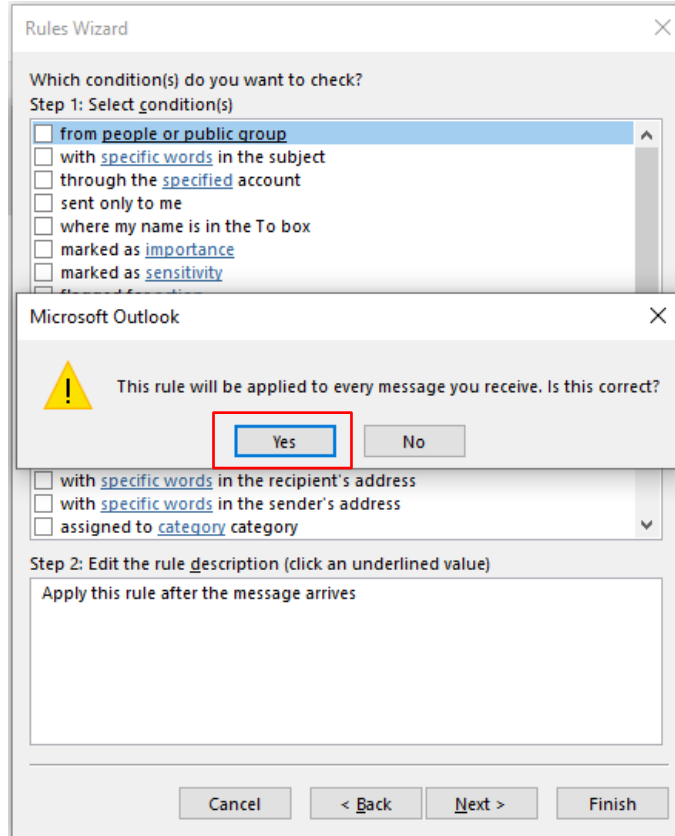 Rules Wizard
Which condition(s) do you want to check?
Step 1: Select condition(s)
from people or public group
with specific words in the subject
through the specified account
sent only to me
where my name is in the To box
marked as importance
marked as sensitivity
Microsoft Outlook
This rule will be applied to every message you receive. Is this correct?
Yes No
with specific words in the recipient's address
with specific words in the sender's address
assigned to category category
Step 2: Edit the rule description (click an underlined value)
Apply this rule after the message arrives
Cancel < Back Next > Finish